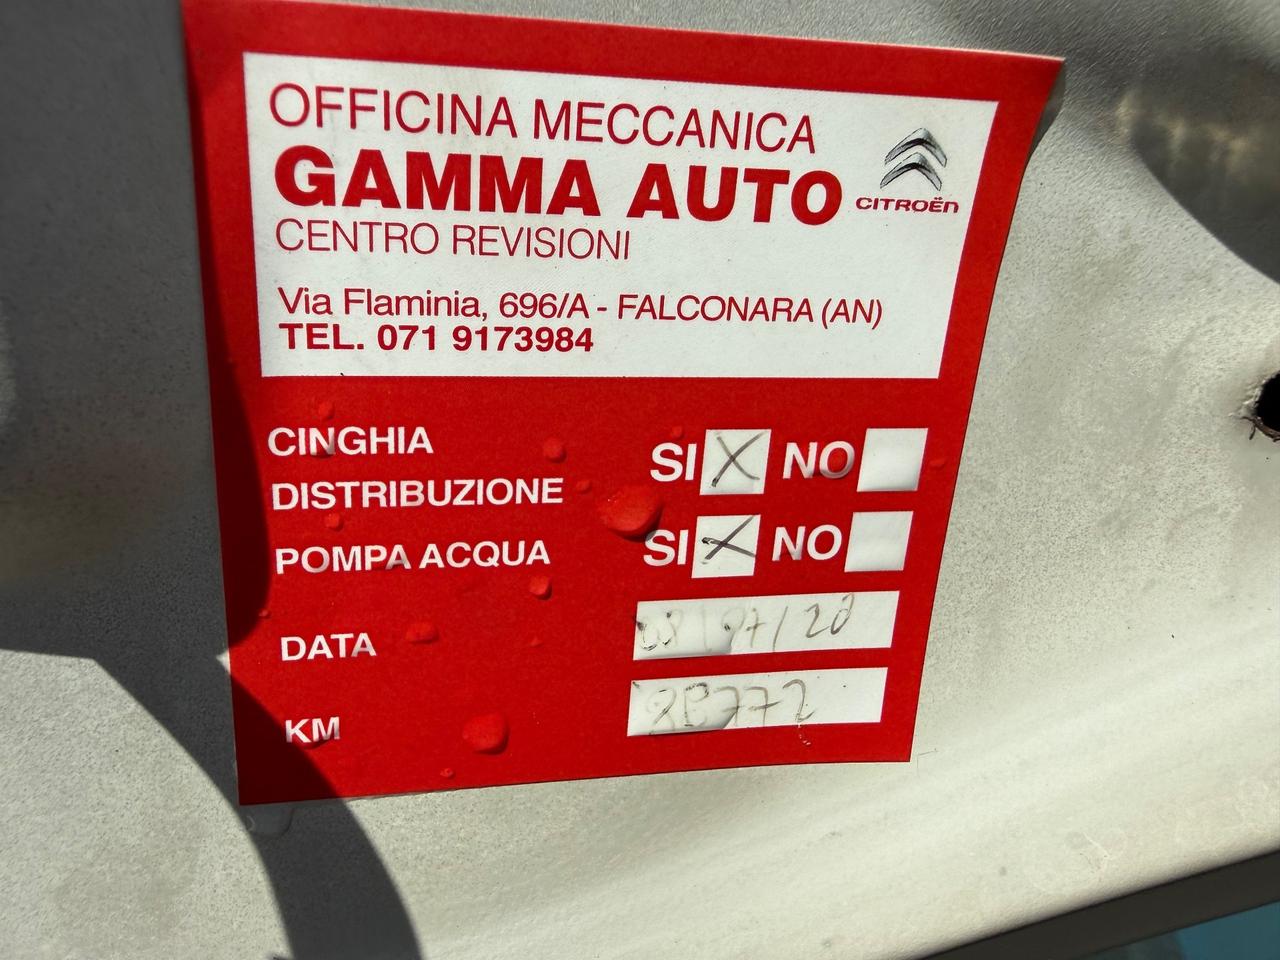 OFFICINA MECCANICA
GAMMA AUTO
CITROËN
CENTRO REVISIONI
Via Flaminia, 696/A - FALCONARA (AN)
TEL. 071 9173984
CINGHIA
DISTRIBUZIONE
SI X NO
POMPA ACQUA
SI X NO
DATA
KM